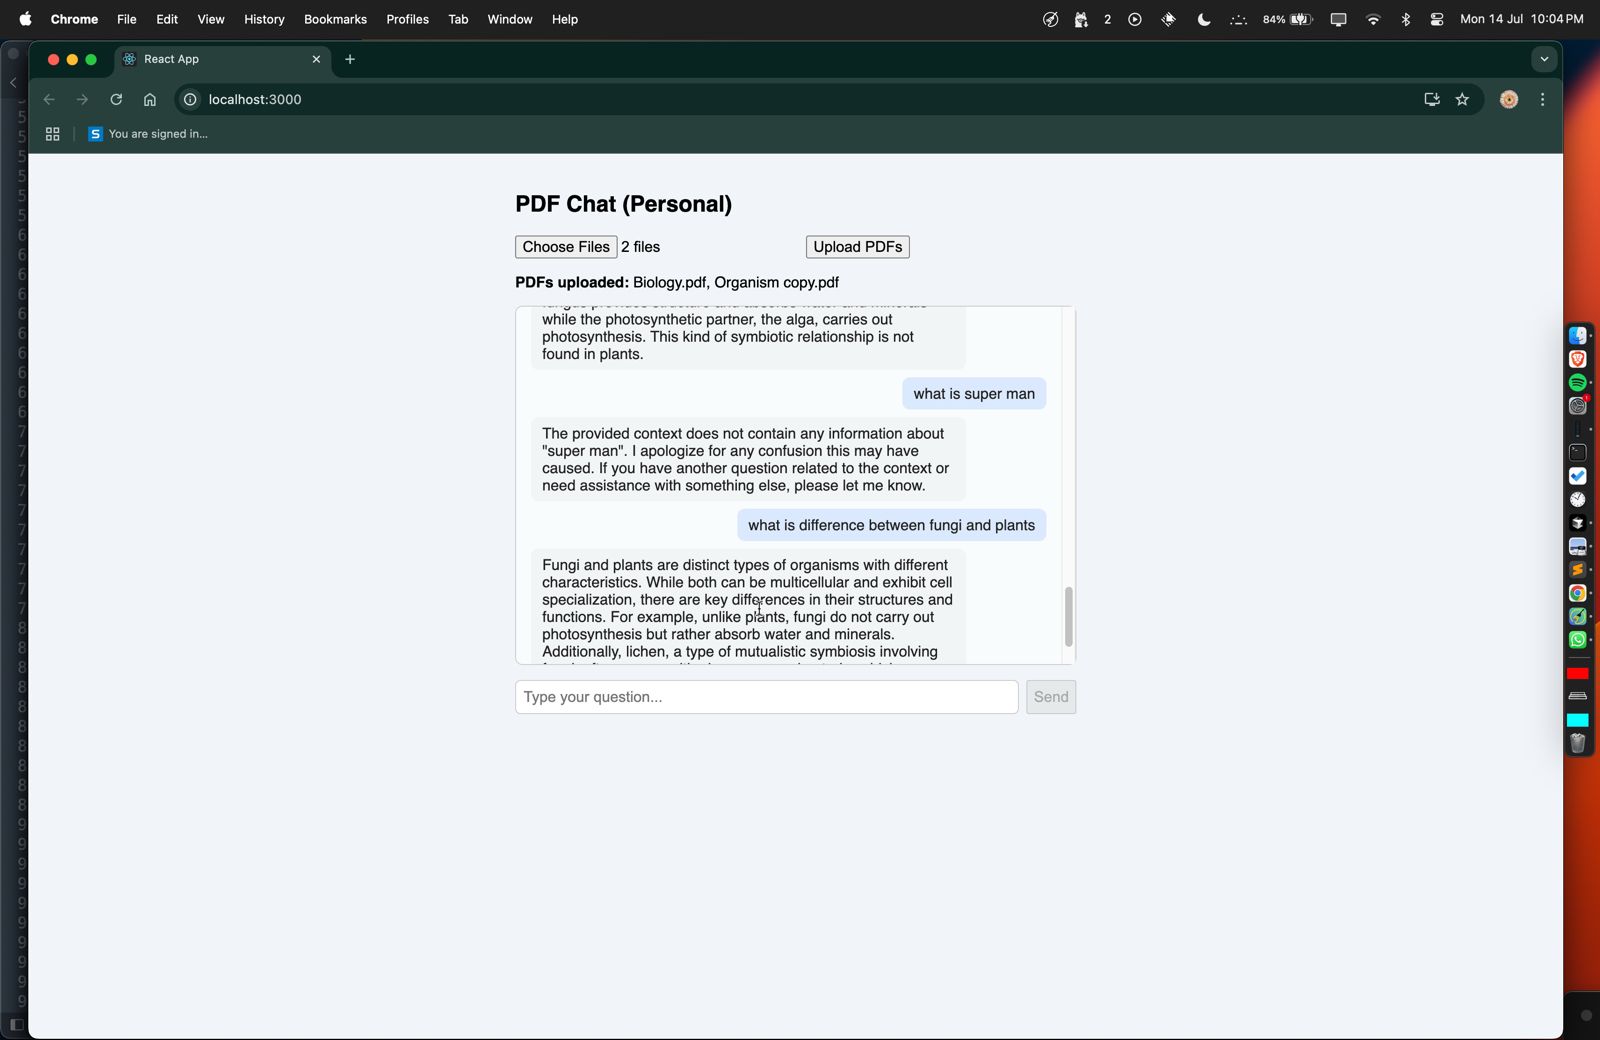 Chrome File Edit View History Bookmarks Profiles Tab Window Help 2 84% Mon 14 Jul 10:04 PM
React App
localhost:3000
S You are signed in...
PDF Chat (Personal)
Choose Files 2 files Upload PDFs
PDFs uploaded: Biology.pdf, Organism copy.pdf
while the photosynthetic partner, the alga, carries out
photosynthesis. This kind of symbiotic relationship is not
found in plants.
what is super man
The provided context does not contain any information about
"super man". I apologize for any confusion this may have
caused. If you have another question related to the context or
need assistance with something else, please let me know.
what is difference between fungi and plants
Fungi and plants are distinct types of organisms with different
characteristics. While both can be multicellular and exhibit cell
specialization, there are key differences in their structures and
functions. For example, unlike plants, fungi do not carry out
photosynthesis but rather absorb water and minerals.
Additionally, lichen, a type of mutualistic symbiosis involving
Type your question... Send